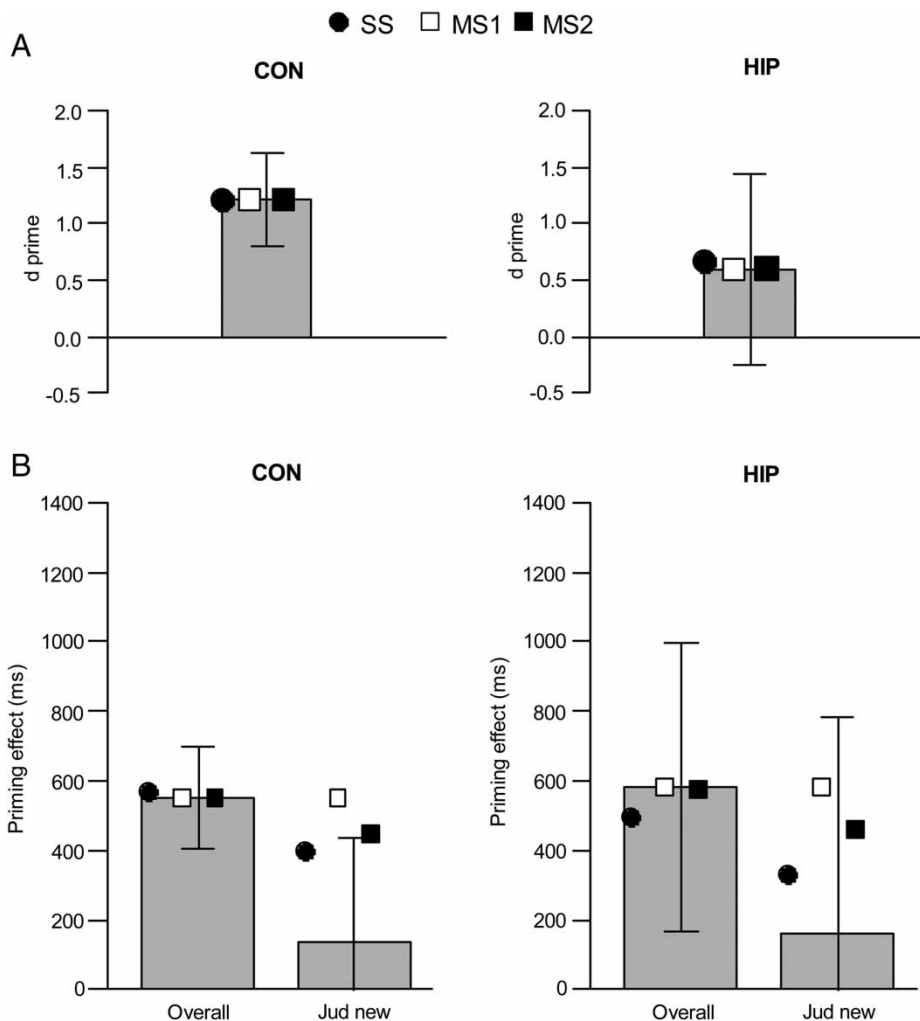 SS MS1 MS2
A
CON
HIP
d prime
2.0
1.5
1.0
0.5
0.0
-0.5
d prime
2.0
1.5
1.0
0.5
0.0
-0.5
B
CON
HIP
Priming effect (ms)
1400
1200
1000
800
600
400
200
0
Overall Jud new
Priming effect (ms)
1400
1200
1000
800
600
400
200
0
Overall Jud new